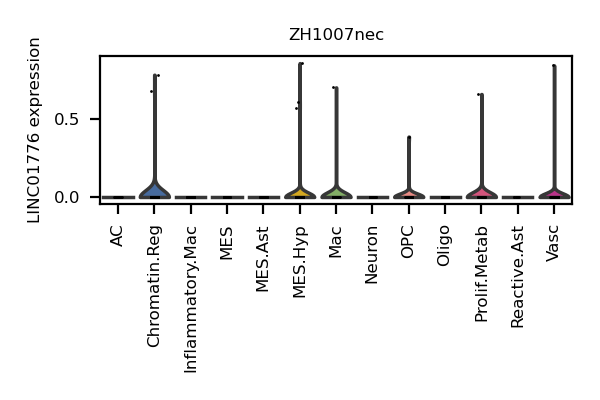 ZH1007nec
LINC01776 expression
0.5
0.0
AC
Chromatin.Reg
Inflammatory.Mac
MES
MES.Ast
MES.Hyp
Mac
Neuron
OPC
Oligo
Prolif.Metab
Reactive.Ast
Vasc